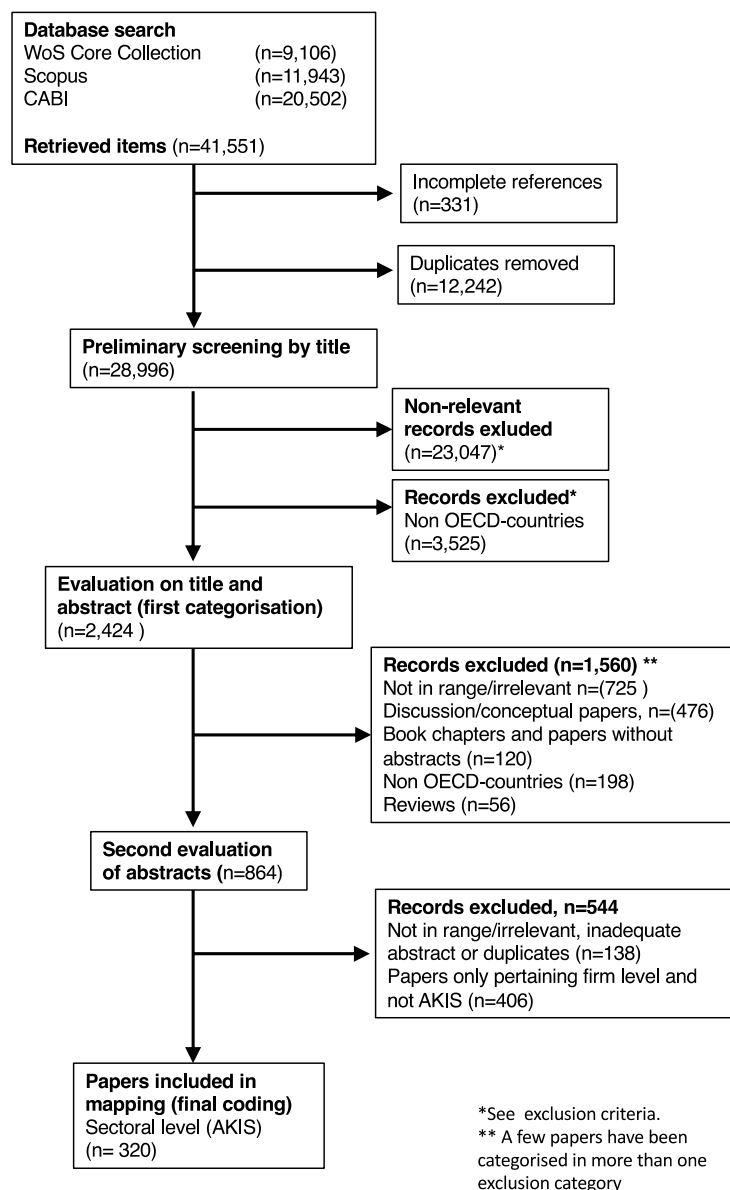 Database search
WoS Core Collection (n=9,106)
Scopus (n=11,943)
CABI (n=20,502)
Retrieved items (n=41,551)
Incomplete references
(n=331)
Duplicates removed
(n=12,242)
Preliminary screening by title
(n=28,996)
Non-relevant
records exluded
(n=23,047)*
Records excluded*
Non OECD-countries
(n=3,525)
Evaluation on title and
abstract (first categorisation)
(n=2,424 )
Records excluded (n=1,560) **
Not in range/irrelevant n=(725 )
Discussion/conceptual papers, n=(476)
Book chapters and papers without
abstracts (n=120)
Non OECD-countries (n=198)
Reviews (n=56)
Second evaluation
of abstracts (n=864)
Records excluded, n=544
Not in range/irrelevant, inadequate
abstract or duplicates (n=138)
Papers only pertaining firm level and
not AKIS (n=406)
Papers included in
mapping (final coding)
Sectoral level (AKIS)
(n= 320)
*See exclusion criteria.
** A few papers have been
categorised in more than one
exclusion category